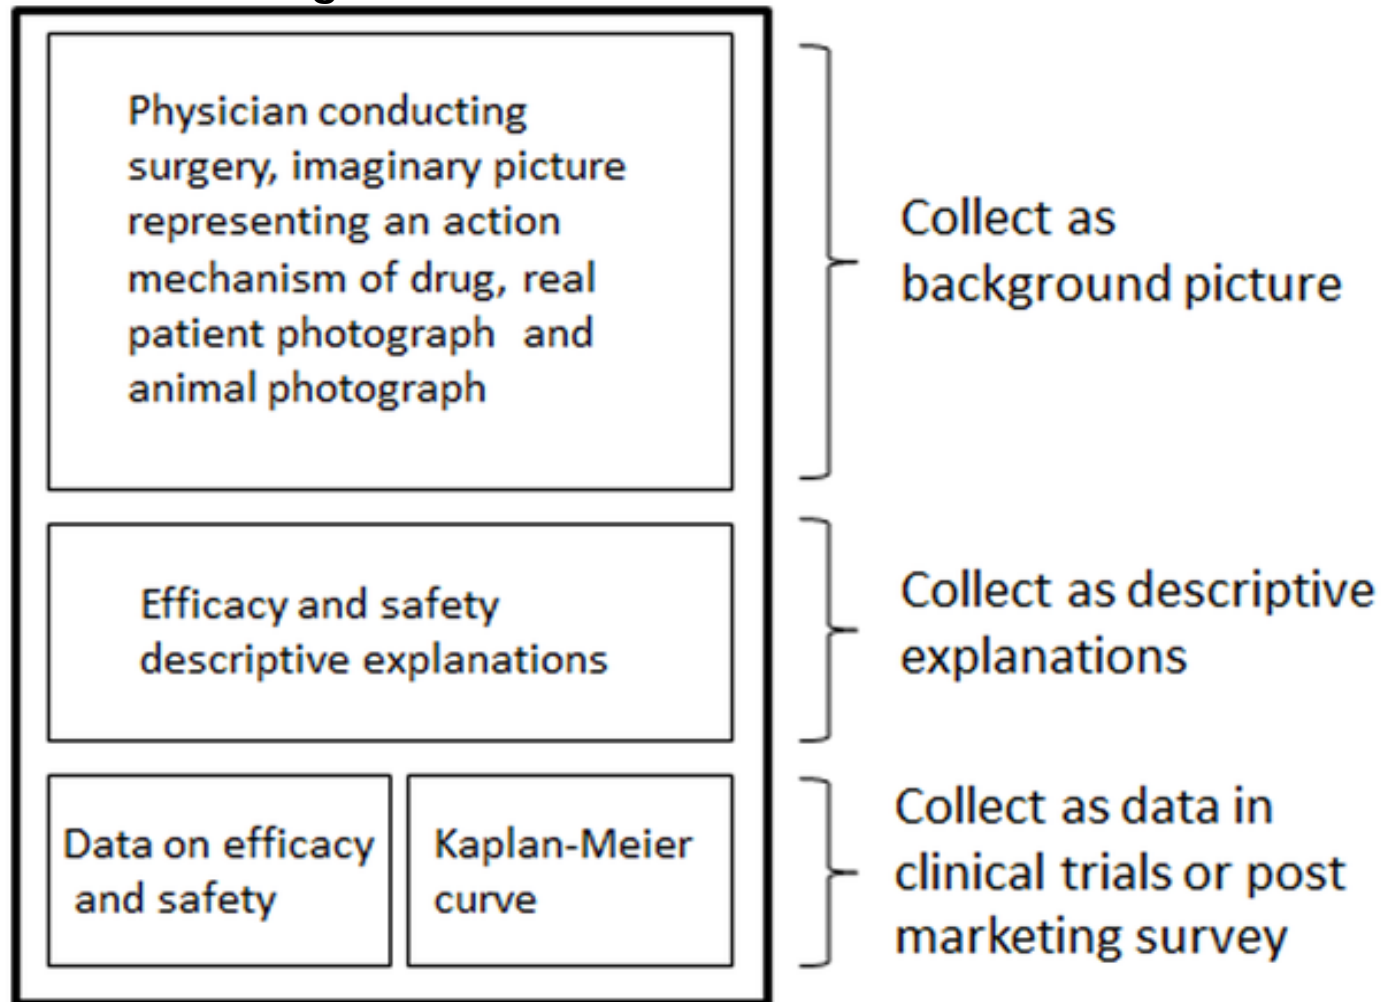 Physician conducting
surgery, imaginary picture
representing an action
mechanism of drug, real
patient photograph and
animal photograph
Collect as
background picture
Efficacy and safety
descriptive explanations
Collect as descriptive
explanations
Data on efficacy
and safety
Kaplan-Meier
curve
Collect as data in
clinical trials or post
marketing survey